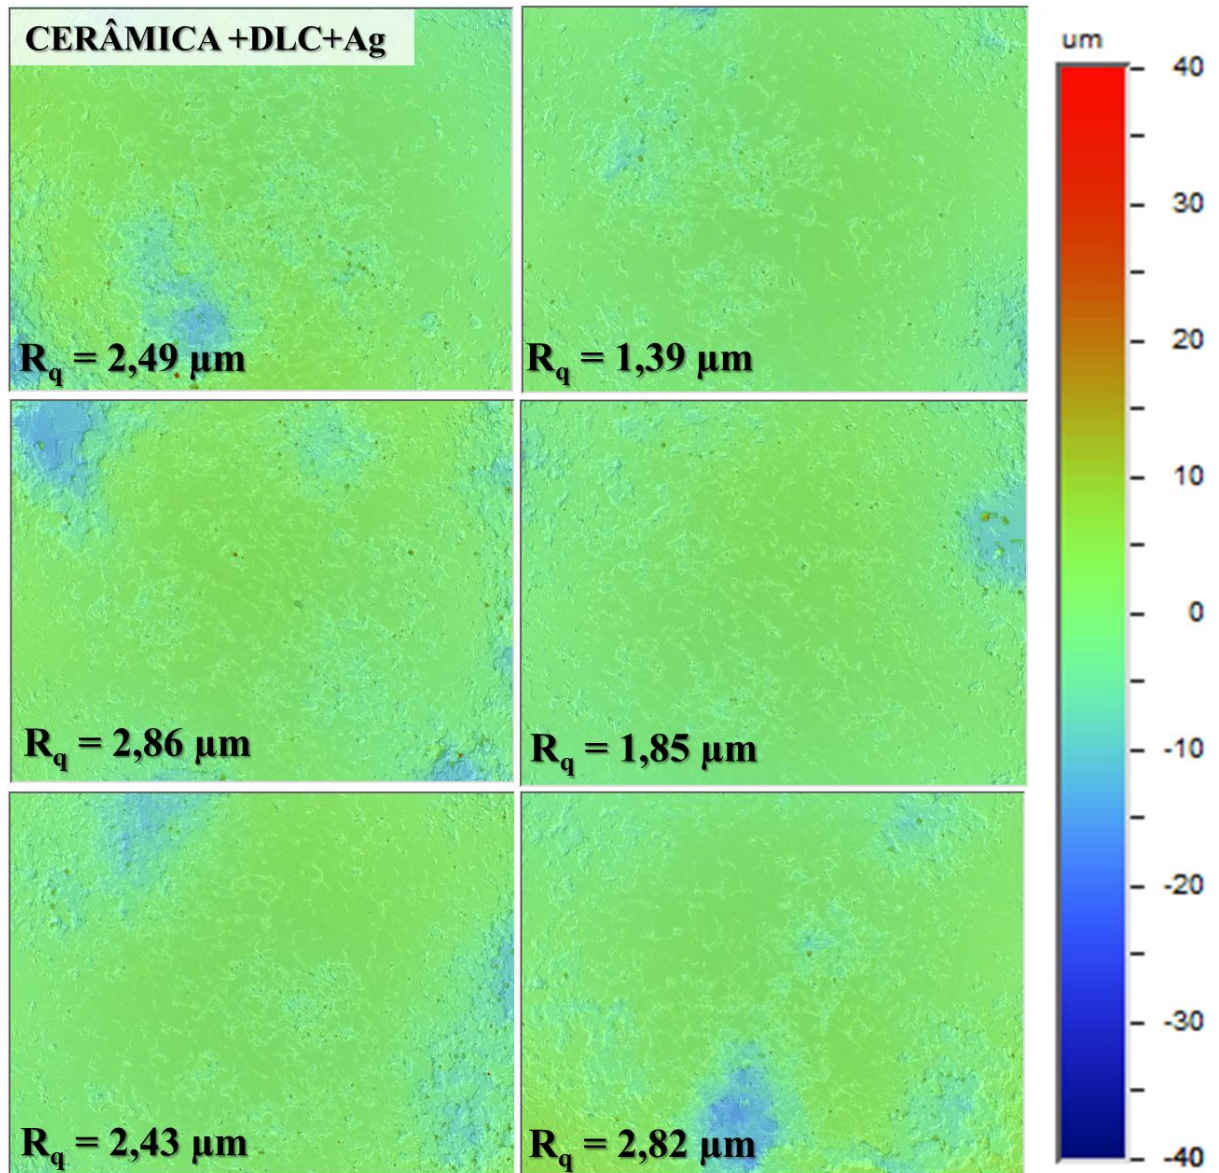 CERÂMICA +DLC+Ag
Rq = 2,49 µm
Rq = 1,39 µm
Rq = 2,86 µm
Rq = 1,85 µm
Rq = 2,43 µm
Rq = 2,82 µm
um
40
30
20
10
0
-10
-20
-30
-40